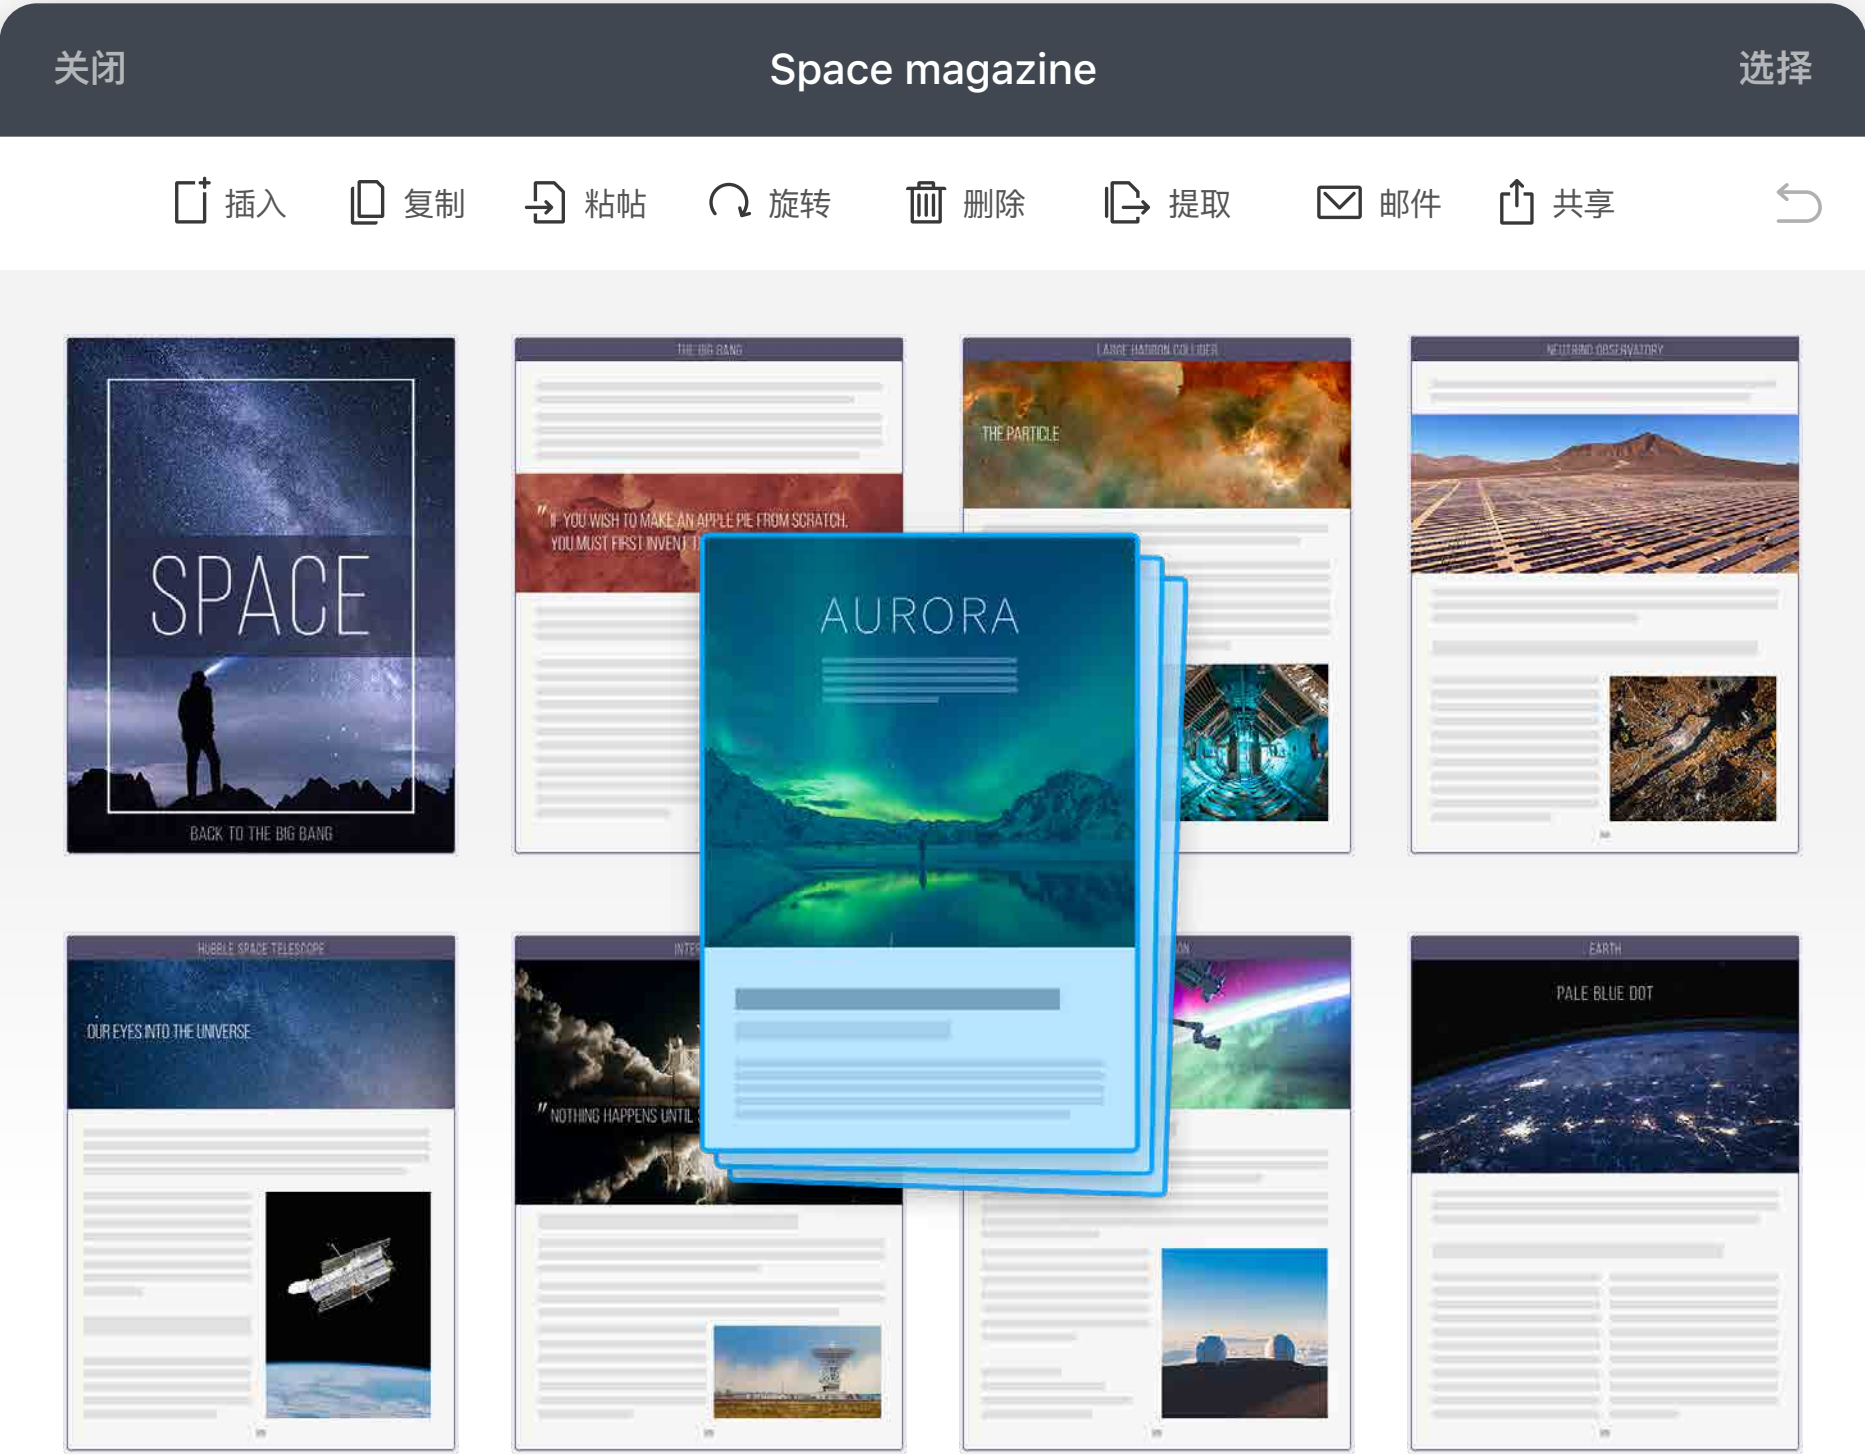 关闭
Space magazine
选择
插入
复制
粘帖
旋转
删除
提取
邮件
共享
SPACE
BACK TO THE BIG BANG
THE BIG BANG
" IF YOU WISH TO MAKE AN APPLE PIE FROM SCRATCH,
YOU MUST FIRST INVENT
LARGE HADRON COLLIDER
THE PARTICLE
NEUTRINO OBSERVATORY
AURORA
HUBBLE SPACE TELESCOPE
OUR EYES INTO THE UNIVERSE
INTER
" NOTHING HAPPENS UNTIL
ON
EARTH
PALE BLUE DOT